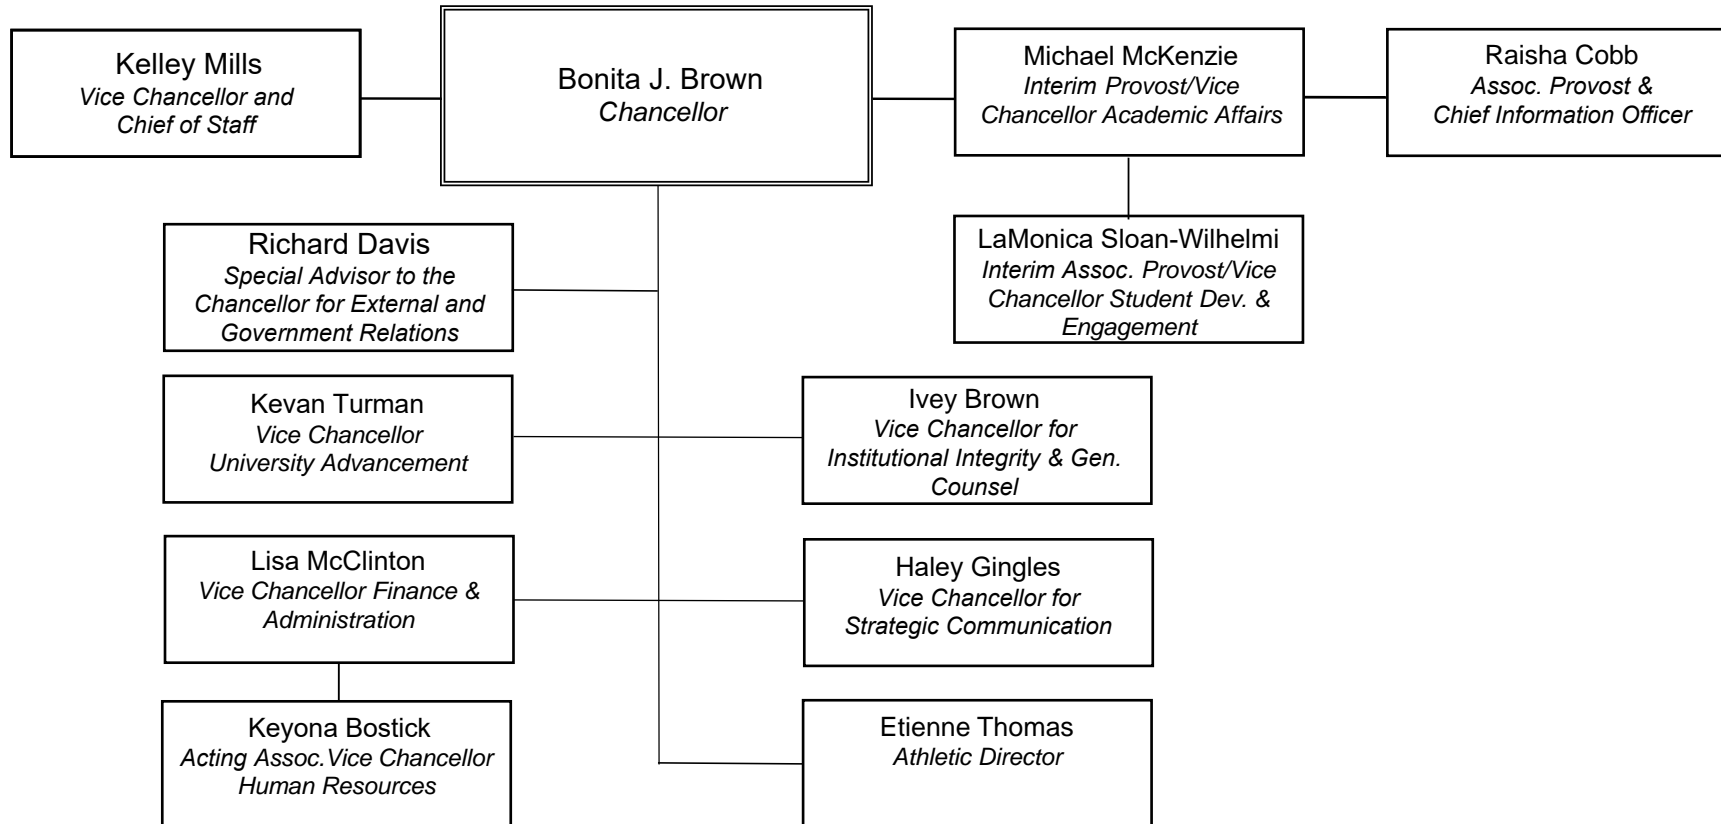 Kelley Mills
Vice Chancellor and
Chief of Staff
Bonita J. Brown
Chancellor
Michael McKenzie
Interim Provost/Vice
Chancellor Academic Affairs
Raisha Cobb
Assoc. Provost &
Chief Information Officer
Richard Davis
Special Advisor to the
Chancellor for External and
Government Relations
LaMonica Sloan-Wilhelmi
Interim Assoc. Provost/Vice
Chancellor Student Dev. &
Engagement
Kevan Turman
Vice Chancellor
University Advancement
Ivey Brown
Vice Chancellor for
Institutional Integrity & Gen.
Counsel
Lisa McClinton
Vice Chancellor Finance &
Administration
Haley Gingles
Vice Chancellor for
Strategic Communication
Keyona Bostick
Acting Assoc.Vice Chancellor
Human Resources
Etienne Thomas
Athletic Director